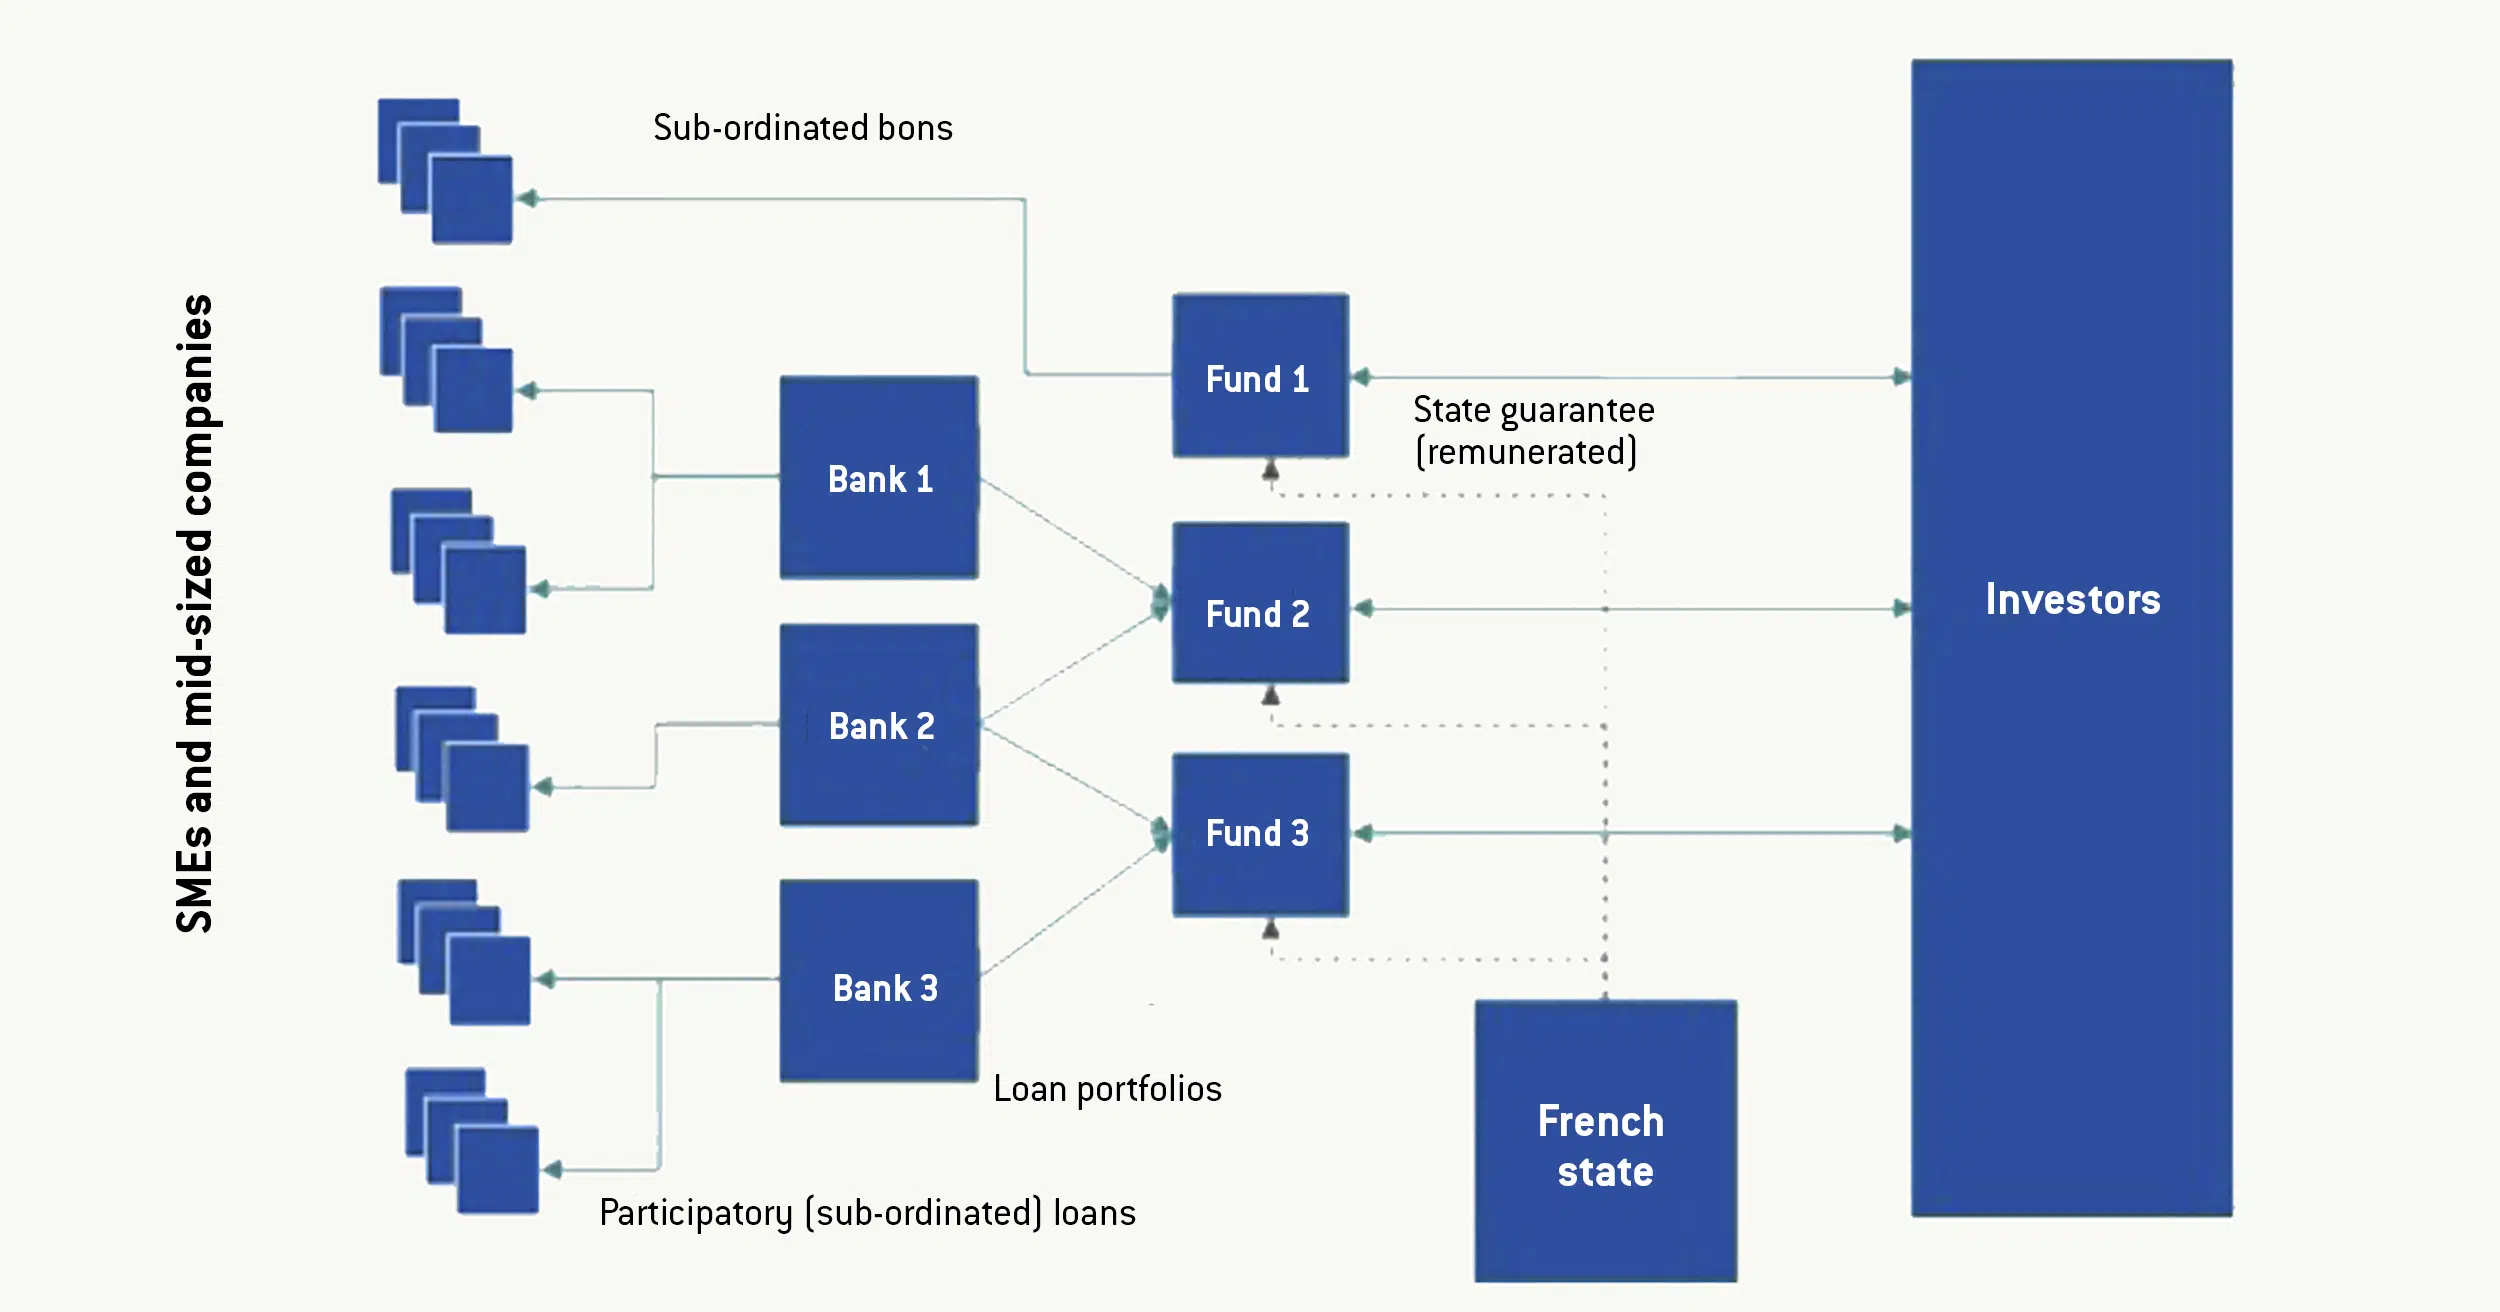 SMEs and mid-sized companies
Sub-ordinated bons
Fund 1
State guarantee
(remunerated)
Bank 1
Investors
Fund 2
Bank 2
Fund 3
Bank 3
Loan portfolios
French
state
Participatory (sub-ordinated) loans